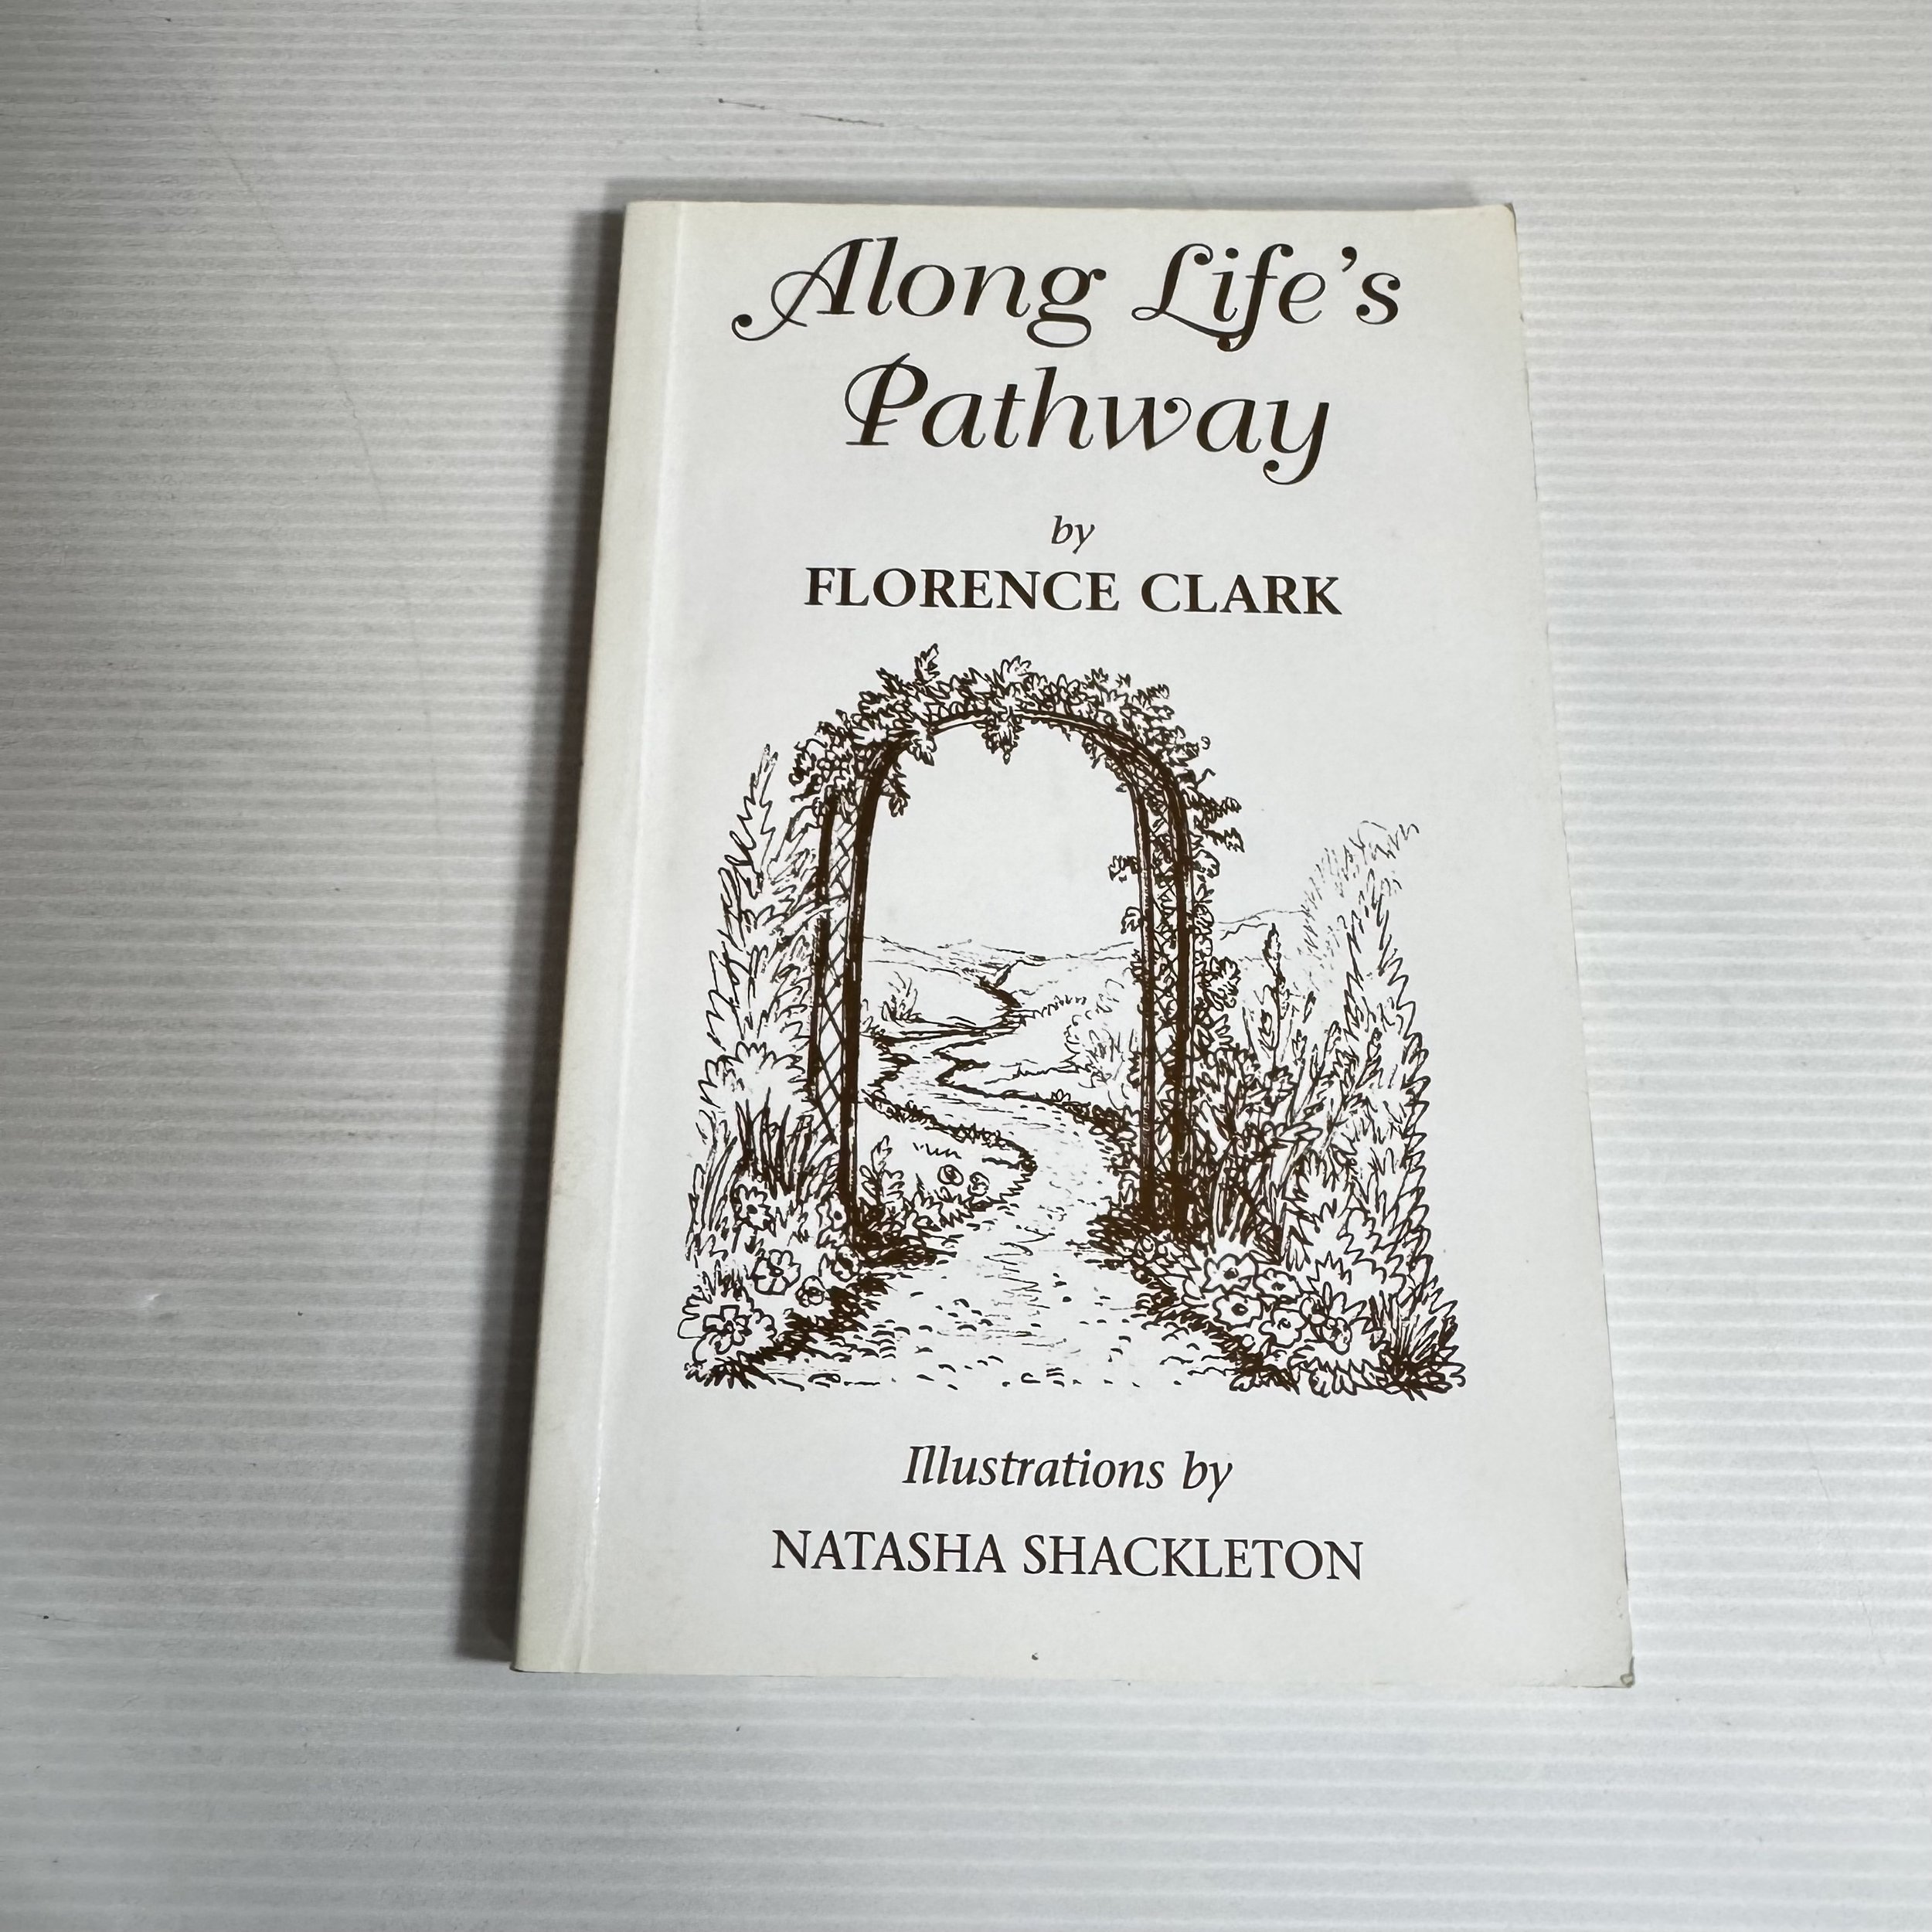 Along Life's
Pathway
by
FLORENCE CLARK
Illustrations by
NATASHA SHACKLETON